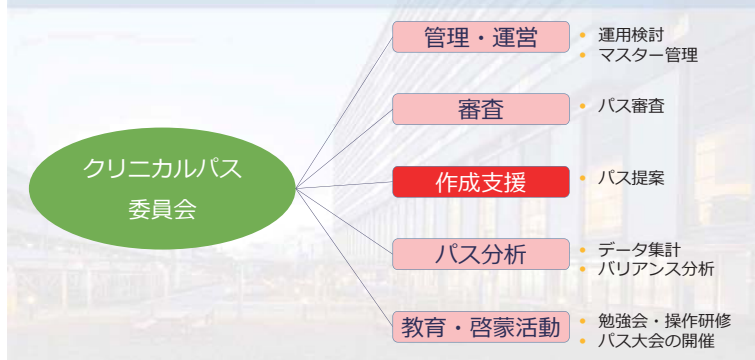 クリニカルパス
委員会
管理・運営
• 運用検討
• マスター管理
審査
• パス審査
作成支援
• パス提案
パス分析
• データ集計
• バリアンス分析
教育・啓蒙活動
• 勉強会・操作研修
• パス大会の開催